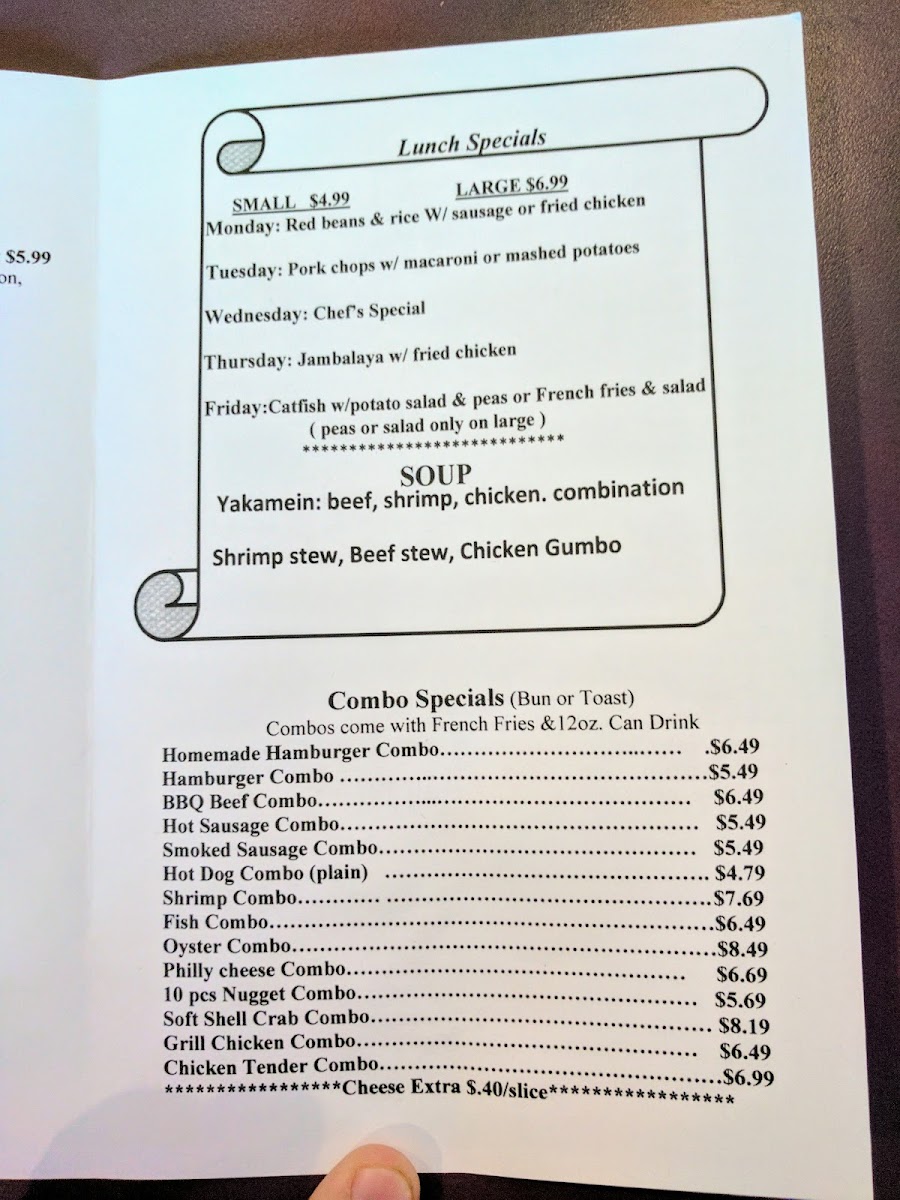 $5.99
on,
Lunch Specials
SMALL $4.99 LARGE $6.99
Monday: Red beans & rice W/ sausage or fried chicken
Tuesday: Pork chops w/ macaroni or mashed potatoes
Wednesday: Chef's Special
Thursday: Jambalaya w/ fried chicken
Friday:Catfish w/potato salad & peas or French fries & salad
( peas or salad only on large )
****************************
SOUP
Yakamein: beef, shrimp, chicken. combination
Shrimp stew, Beef stew, Chicken Gumbo
Combo Specials (Bun or Toast)
Combos come with French Fries &12oz. Can Drink
Homemade Hamburger Combo.................................... .$6.49
Hamburger Combo ......................................................$5.49
BBQ Beef Combo...................................................... $6.49
Hot Sausage Combo.................................................. $5.49
Smoked Sausage Combo............................................ $5.49
Hot Dog Combo (plain) ............................................. $4.79
Shrimp Combo............ ..............................................$7.69
Fish Combo................................................................$6.49
Oyster Combo.............................................................$8.49
Philly cheese Combo................................................. $6.69
10 pcs Nugget Combo................................................ $5.69
Soft Shell Crab Combo................................................ $8.19
Grill Chicken Combo................................................ $6.49
Chicken Tender Combo................................................$6.99
*****************Cheese Extra $.40/slice******************